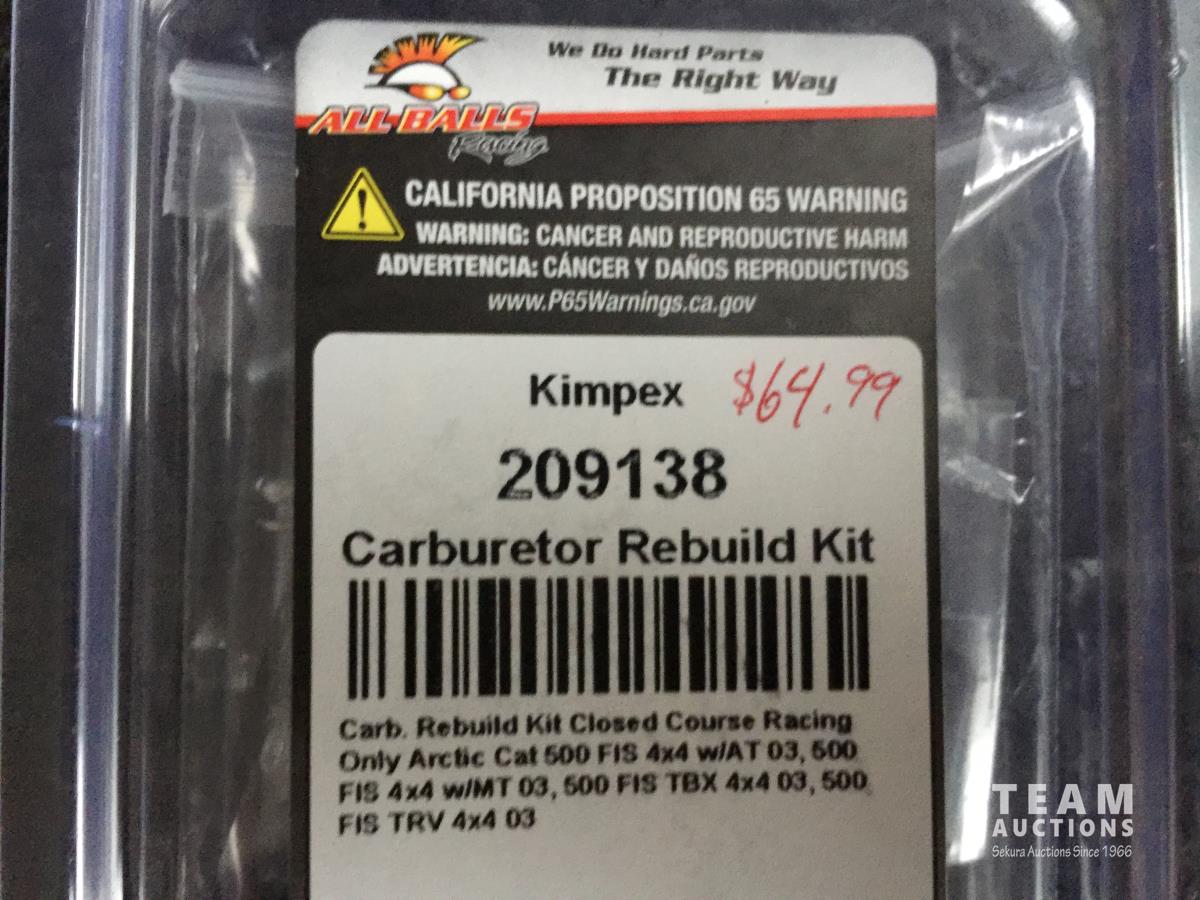 We Do Hard Parts
The Right Way
ALL BALLS
Racing
CALIFORNIA PROPOSITION 65 WARNING
WARNING: CANCER AND REPRODUCTIVE HARM
ADVERTENCIA: CÁNCER Y DAÑOS REPRODUCTIVOS
www.P65Warnings.ca.gov
Kimpex $64.99
209138
Carburetor Rebuild Kit
Carb. Rebuild Kit Closed Course Racing
Only Arctic Cat 500 FIS 4x4 w/AT 03, 500
FIS 4x4 w/MT 03, 500 FIS TBX 4x4 03, 500
FIS TRV 4x4 03
TEAM
AUCTIONS
Sekura Auctions Since 1966